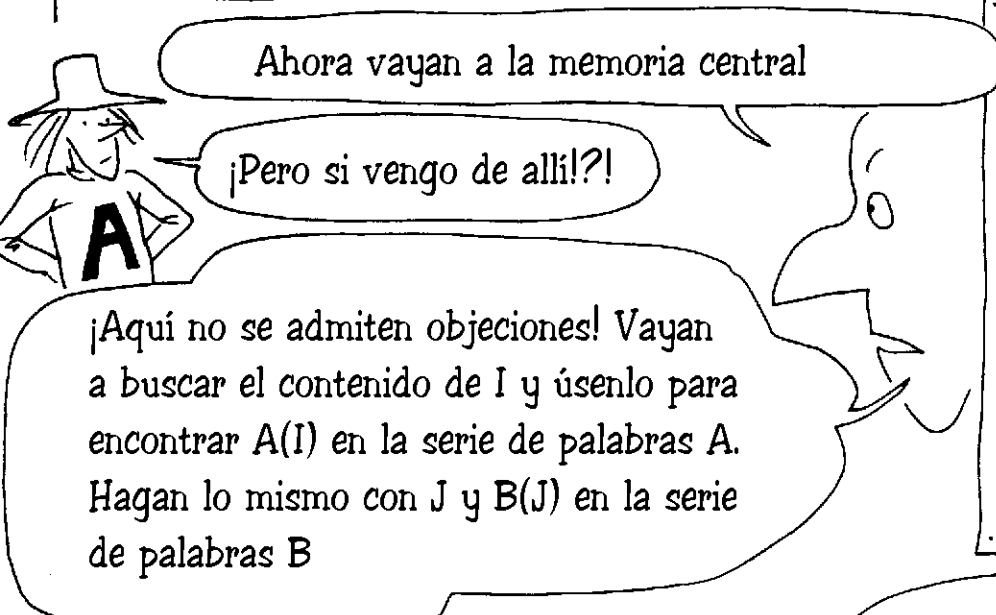 Ahora vayan a la memoria central
¡Pero si vengo de allí!?!
A
¡Aquí no se admiten objeciones! Vayan
a buscar el contenido de I y úsenlo para
encontrar A(I) en la serie de palabras A.
Hagan lo mismo con J y B(J) en la serie
de palabras B